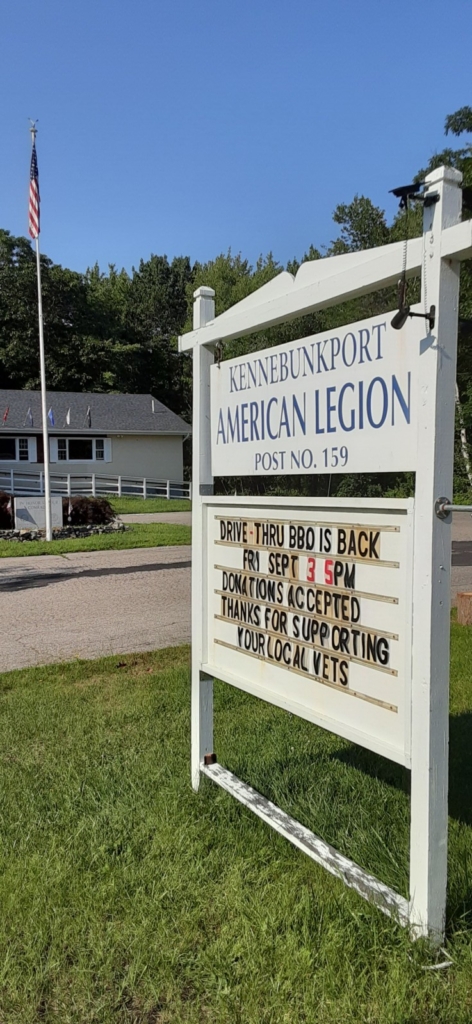 KENNEBUNKPORT
AMERICAN LEGION
POST NO. 159
DRIVE-THRU BBO IS BACK
FRI SEPT 3 5PM
DONATIONS ACCEPTED
THANKS FOR SUPPORTING
YOUR LOCAL VETS